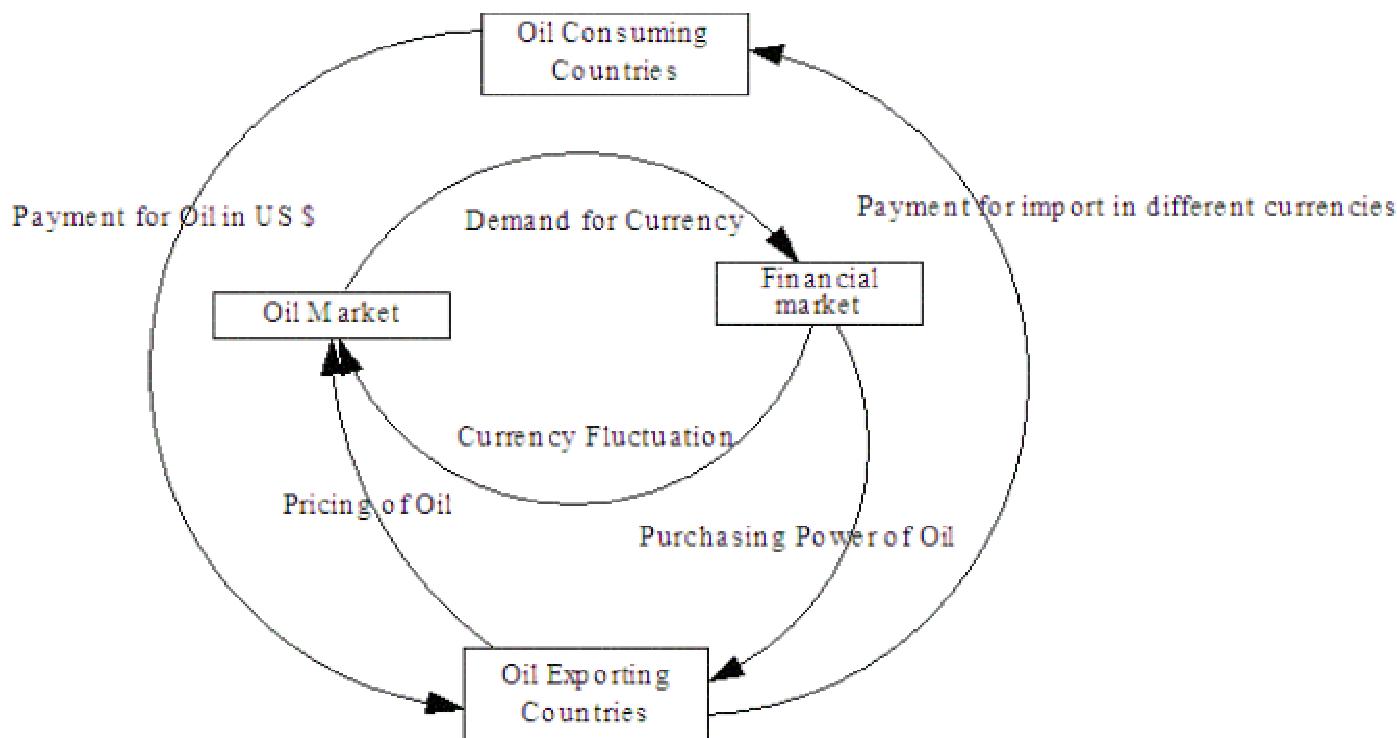 Oil Consuming
Countries
Payment for Oil in US $
Demand for Currency
Payment for import in different currencies
Financial
market
Oil Market
Currency Fluctuation
Pricing of Oil
Purchasing Power of Oil
Oil Exporting
Countries